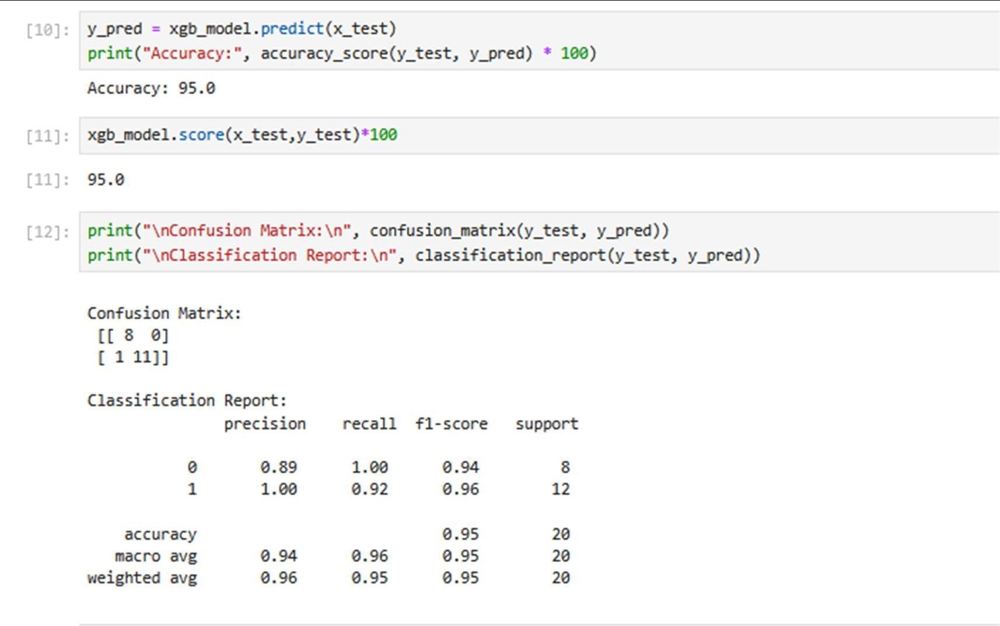 [10]: y_pred = xgb_model.predict(x_test)
print("Accuracy:", accuracy_score(y_test, y_pred) * 100)
Accuracy: 95.0
[11]: xgb_model.score(x_test,y_test)*100
[11]: 95.0
[12]: print("\nConfusion Matrix:\n", confusion_matrix(y_test, y_pred))
print("\nClassification Report:\n", classification_report(y_test, y_pred))
Confusion Matrix:
[[ 8  0]
[ 1 11]]
Classification Report:
precision    recall  f1-score   support
0       0.89      1.00      0.94         8
1       1.00      0.92      0.96        12
accuracy                           0.95        20
macro avg       0.94      0.96      0.95        20
weighted avg       0.96      0.95      0.95        20